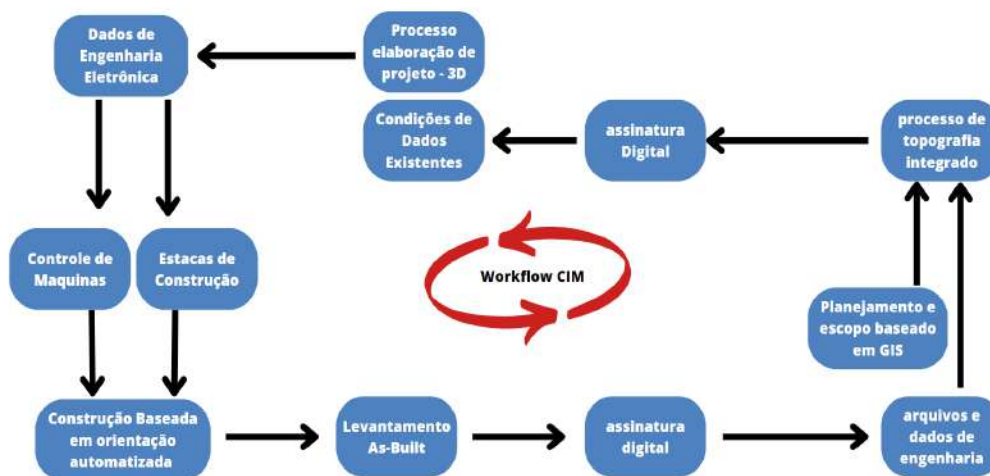 Dados de
Engenharia
Eletrônica
Processo
elaboração de
projeto - 3D
Condições de
Dados
Existentes
assinatura
Digital
processo de
topografia
integrado
Controle de
Maquinas
Estacas de
Construção
Workflow CIM
Planejamento e
escopo baseado
em GIS
Construção Baseada
em orientação
automatizada
Levantamento
As-Built
assinatura
digital
arquivos e
dados de
engenharia